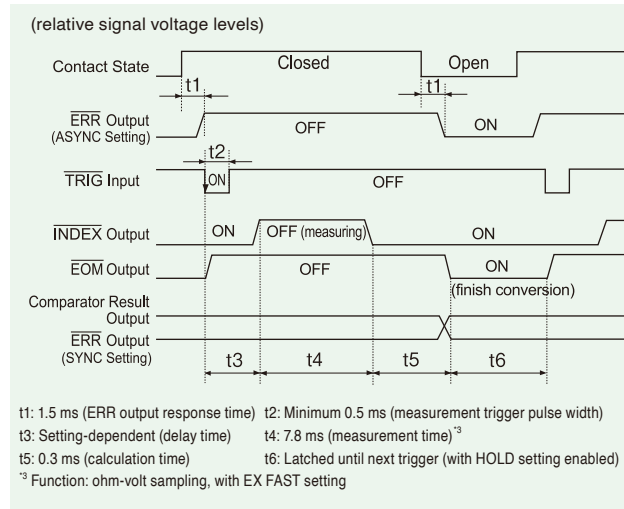 (relative signal voltage levels)
Contact State
Closed
Open
t1
t1
ERR Output
(ASYNC Setting)
OFF
ON
t2
TRIG Input
ON
OFF
INDEX Output
ON
OFF (measuring)
ON
EOM Output
OFF
ON
(finish conversion)
Comparator Result
Output
ERR Output
(SYNC Setting)
t3
t4
t5
t6
t1: 1.5 ms (ERR output response time) t2: Minimum 0.5 ms (measurement trigger pulse width)
t3: Setting-dependent (delay time) t4: 7.8 ms (measurement time)*3
t5: 0.3 ms (calculation time) t6: Latched until next trigger (with HOLD setting enabled)
*3 Function: ohm-volt sampling, with EX FAST setting